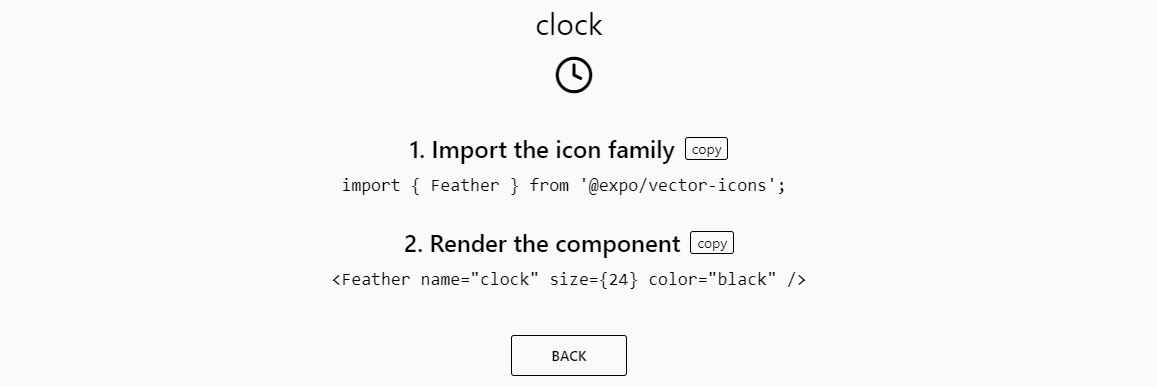 clock
1. Import the icon family copy
import { Feather } from '@expo/vector-icons';
2. Render the component copy
<Feather name="clock" size={24} color="black" />
BACK